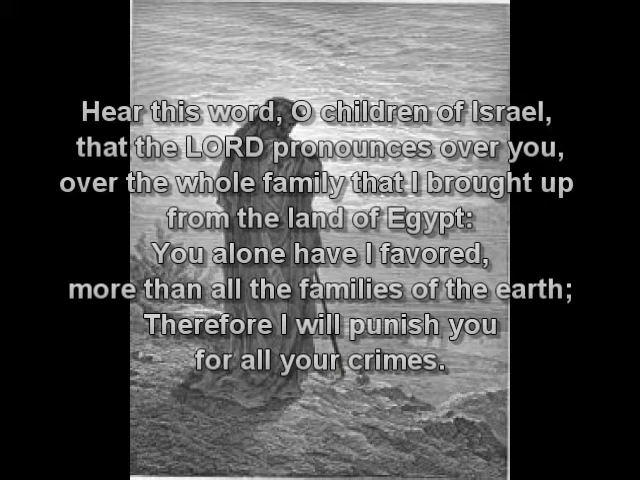 Hear this word, O children of Israel,
that the LORD pronounces over you,
over the whole family that I brought up
from the land of Egypt:
You alone have I favored,
more than all the families of the earth;
Therefore I will punish you
for all your crimes.